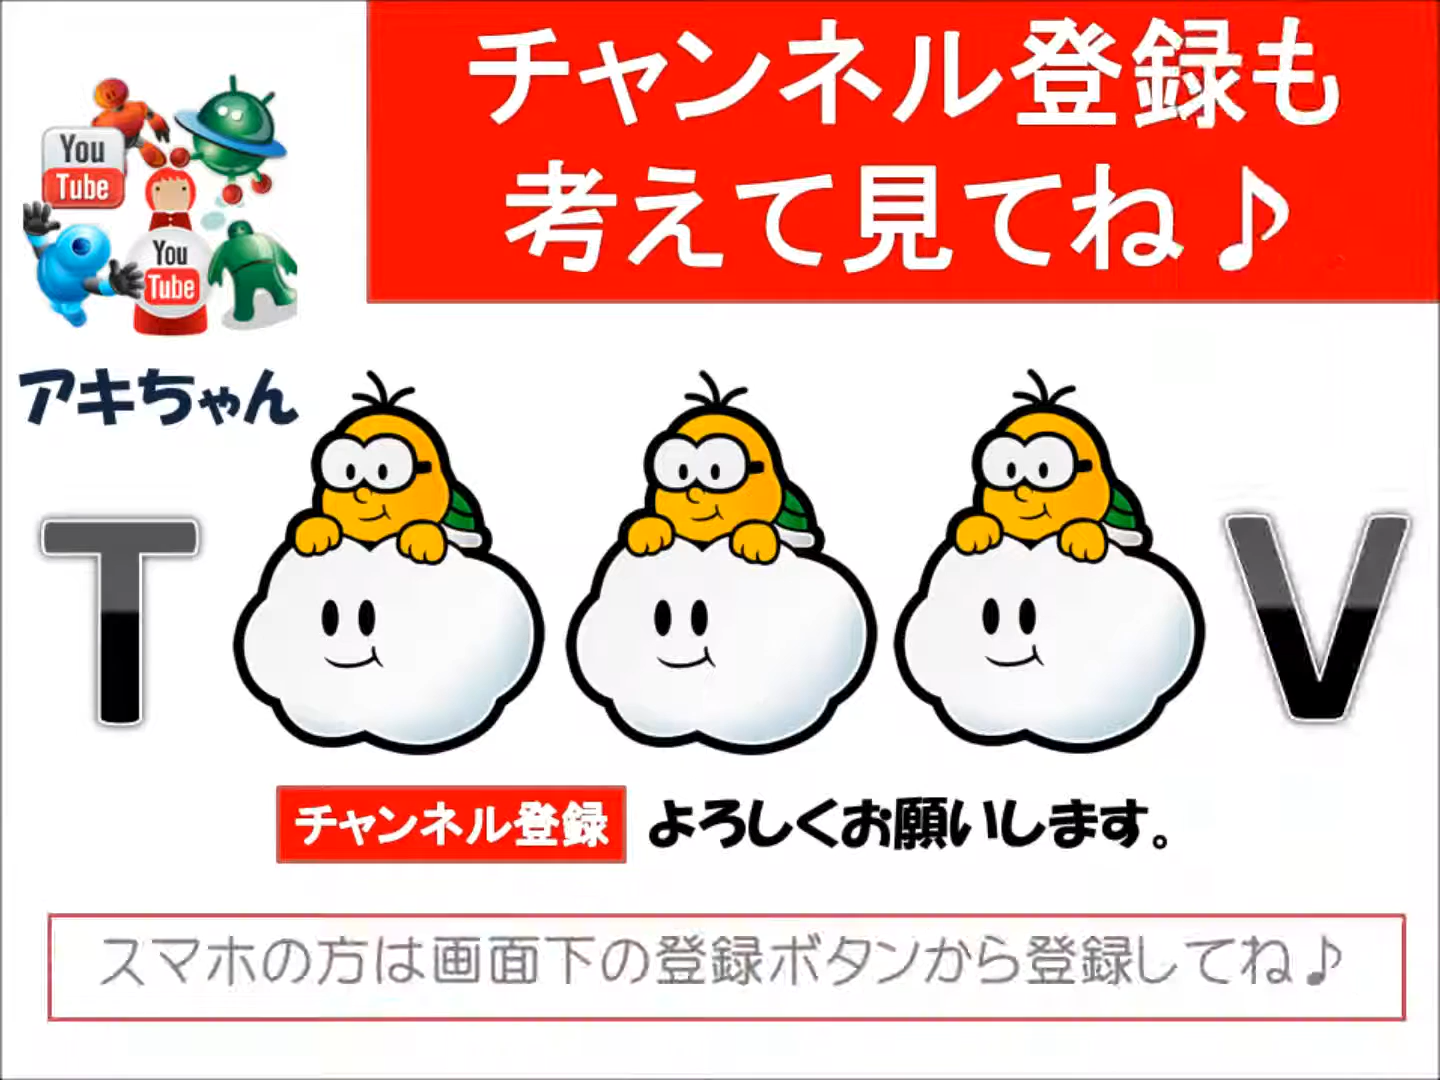 チャンネル登録も
考えて見てね♪
You
Tube
You
Tube
アキちゃん
T V
チャンネル登録 よろしくお願いします。
スマホの方は画面下の登録ボタンから登録してね♪